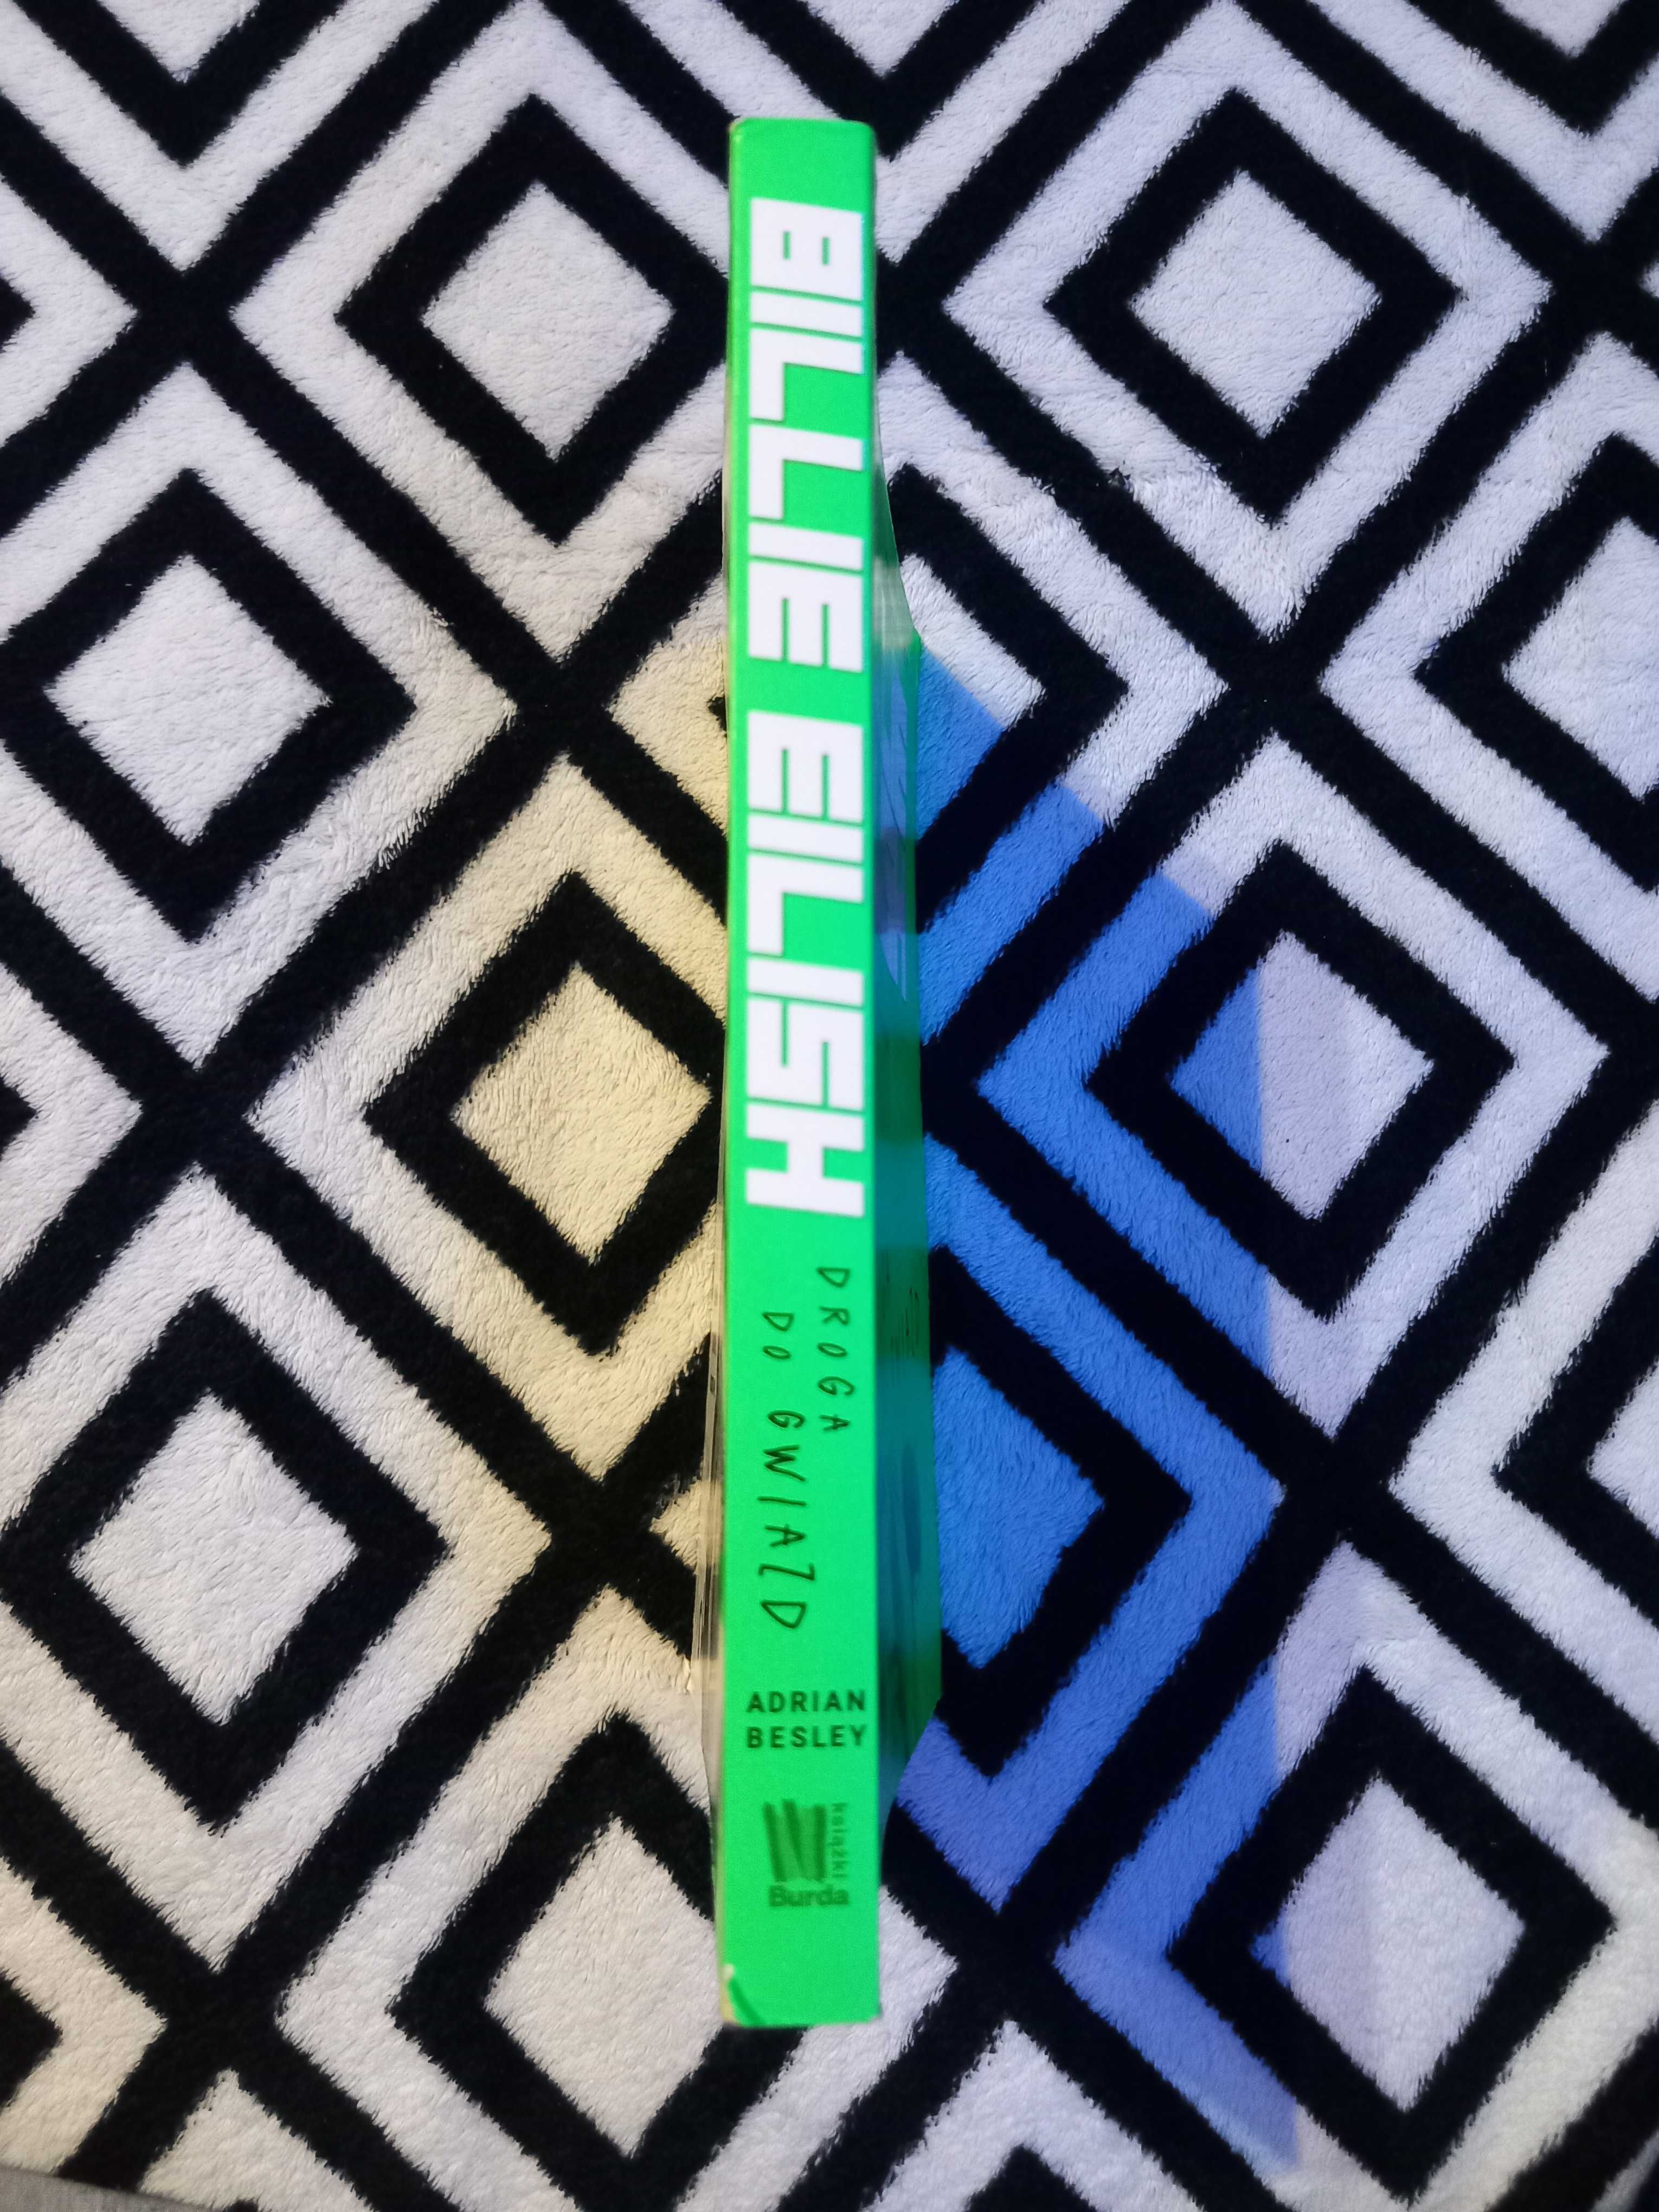 BILLIE EILISH
DROGA
DO GWIAZD
ADRIAN
BESLEY
książki
Burda